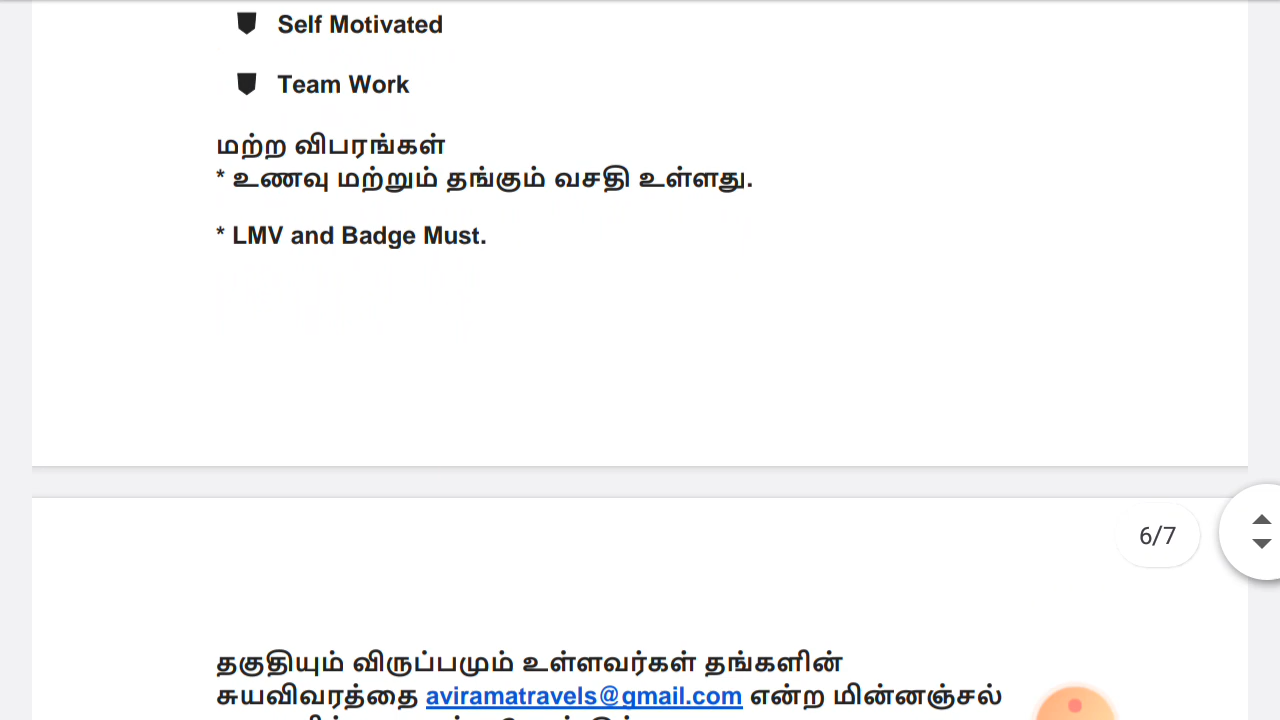 Self Motivated
Team Work
மற்ற விபரங்கள்
* உணவு மற்றும் தங்கும் வசதி உள்ளது.
* LMV and Badge Must.
6/7
தகுதியும் விருப்பமும் உள்ளவர்கள் தங்களின்
சுயவிவரத்தை aviramatravels@gmail.com என்ற மின்னஞ்சல்